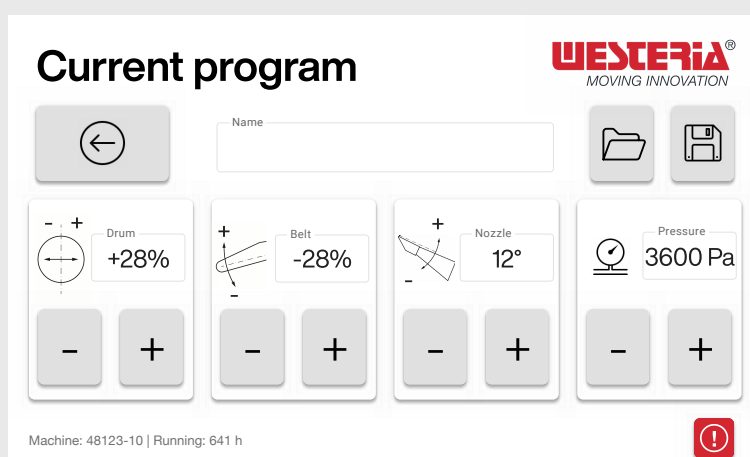 Current program
WESTERiA®
MOVING INNOVATION
Name
- +
Drum
+28%
+
Belt
-28%
-
+
Nozzle
12°
-
Pressure
3600 Pa
- + - + - + - +
Machine: 48123-10 | Running: 641 h
!